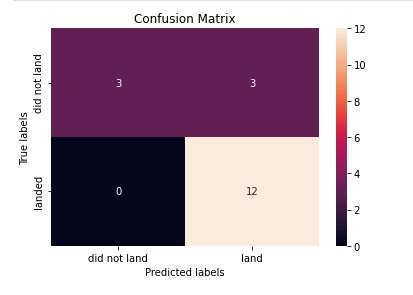 Confusion Matrix
True labels
did not land
landed
3
3
0
12
did not land
land
Predicted labels
12
10
8
6
4
2
0